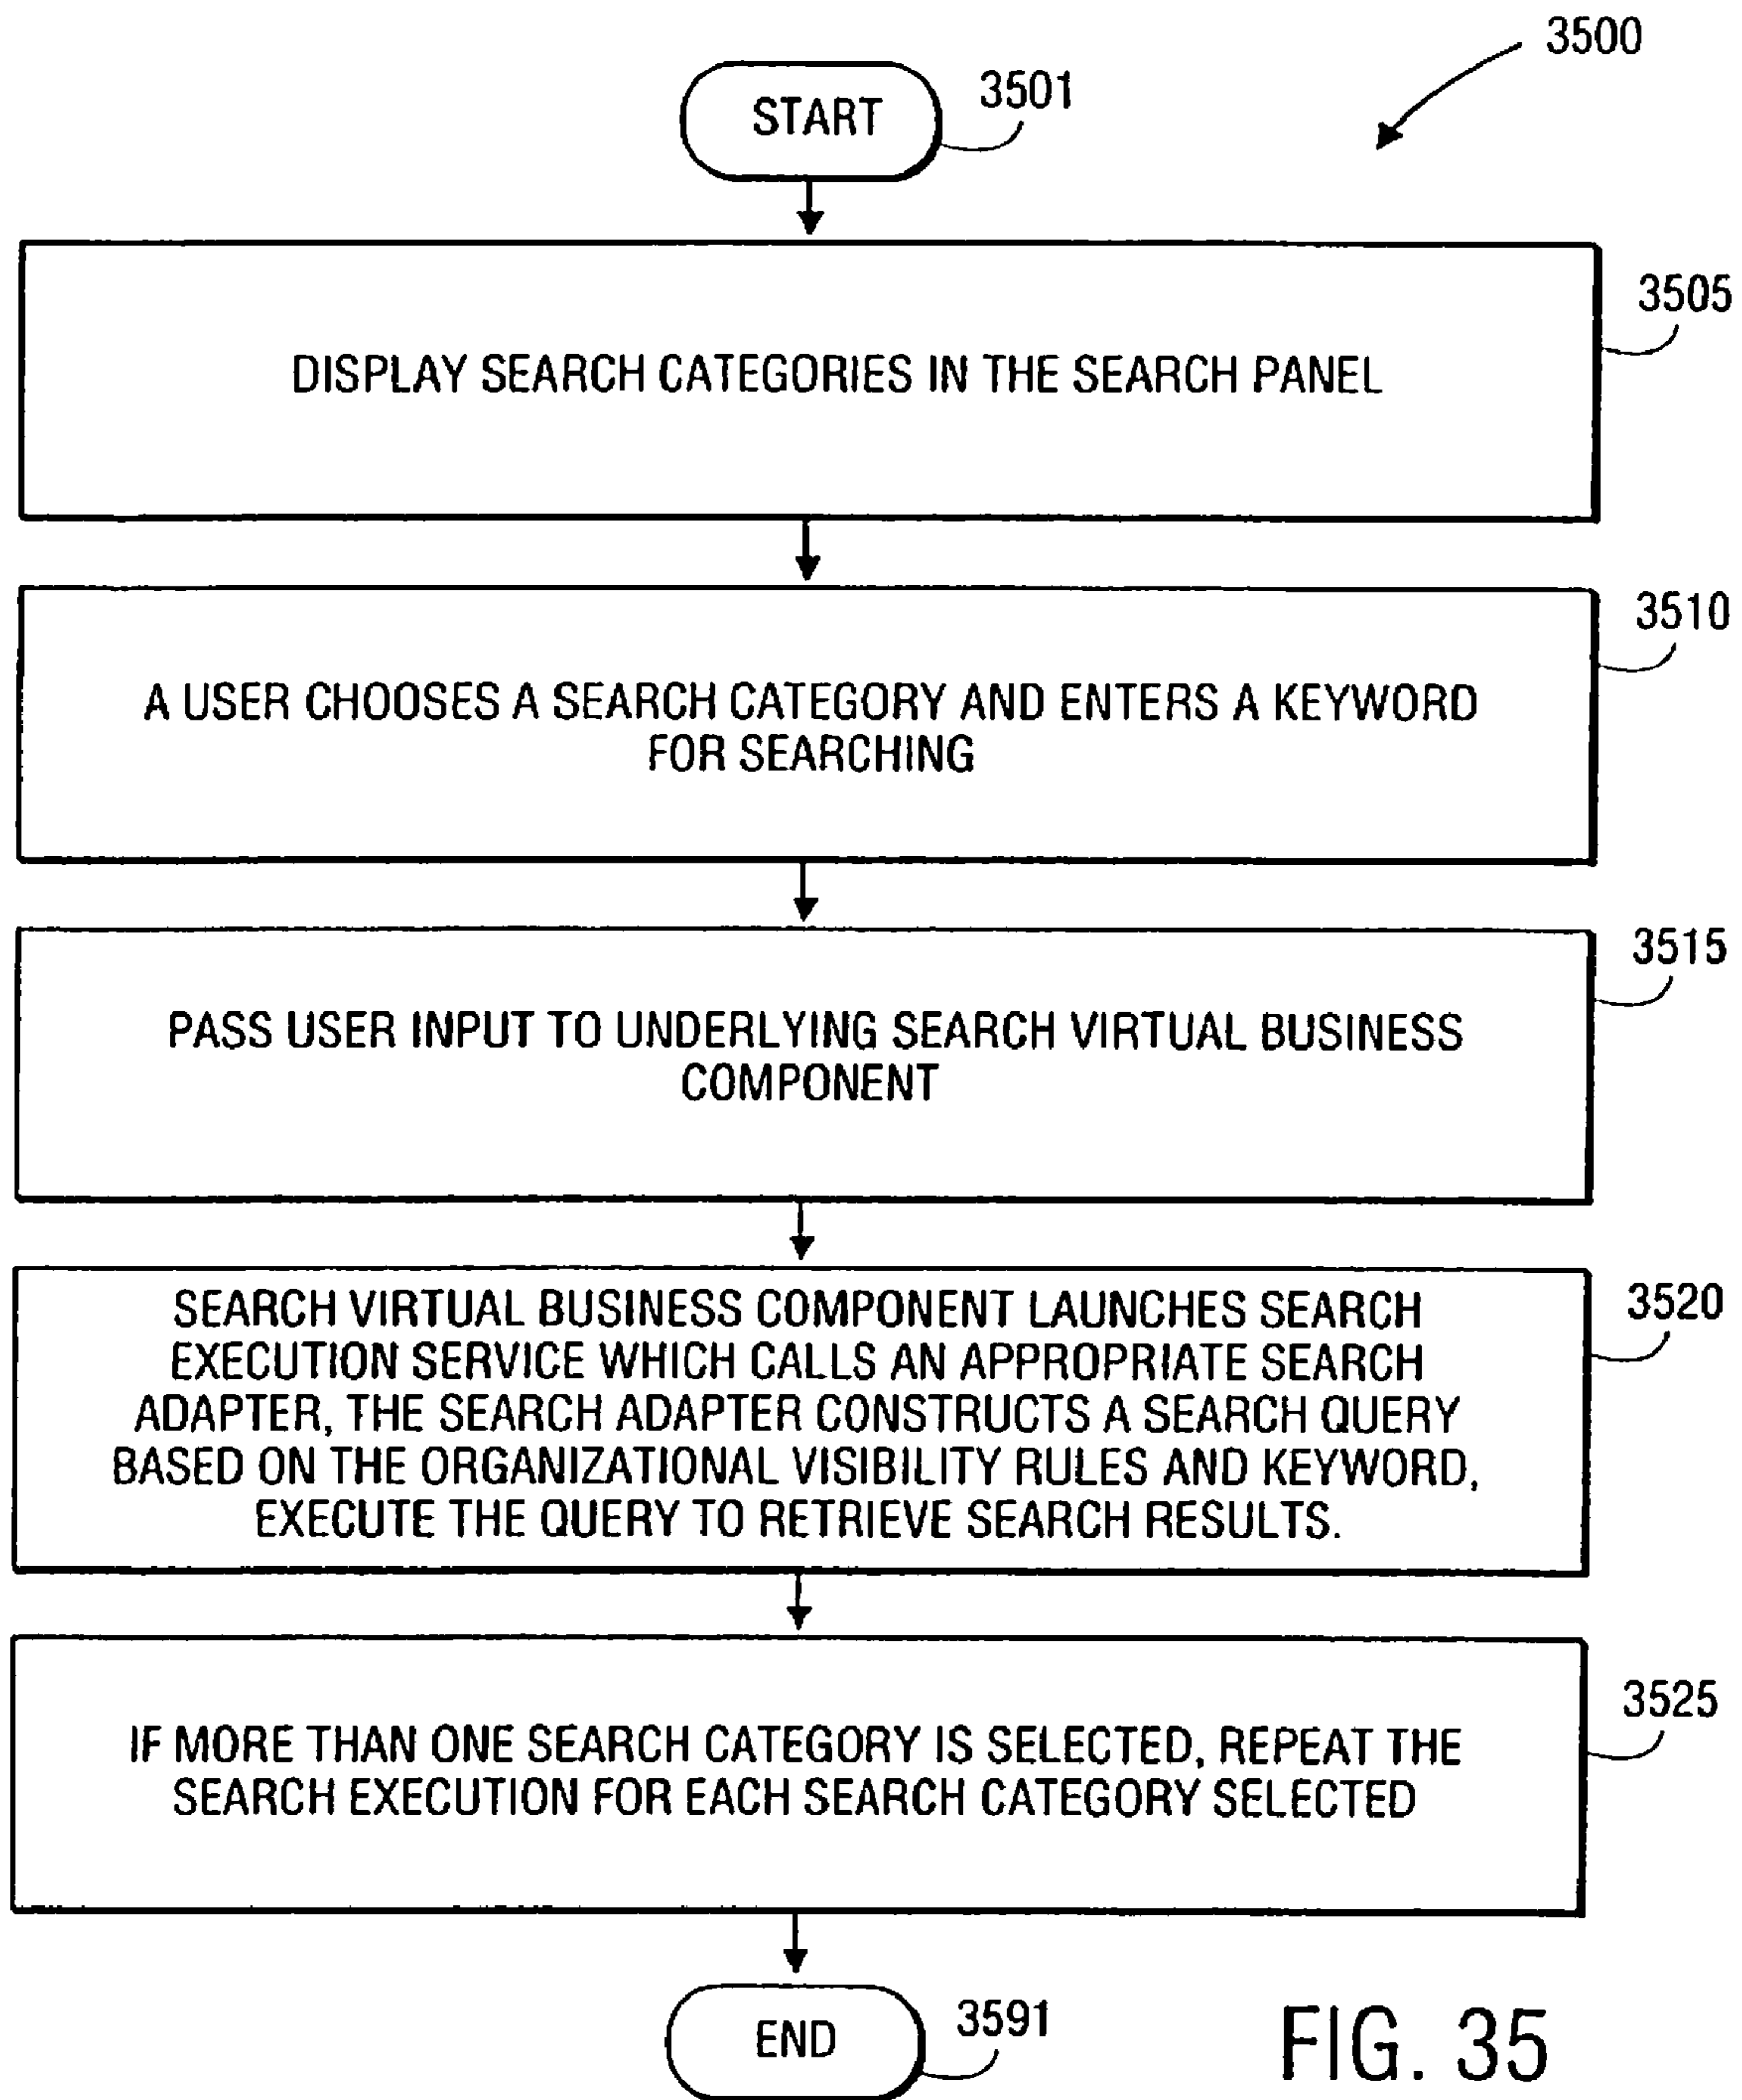 3500
START
3501
3505
DISPLAY SEARCH CATEGORIES IN THE SEARCH PANEL
3510
A USER CHOOSES A SEARCH CATEGORY AND ENTERS A KEYWORD
FOR SEARCHING
3515
PASS USER INPUT TO UNDERLYING SEARCH VIRTUAL BUSINESS
COMPONENT
3520
SEARCH VIRTUAL BUSINESS COMPONENT LAUNCHES SEARCH
EXECUTION SERVICE WHICH CALLS AN APPROPRIATE SEARCH
ADAPTER, THE SEARCH ADAPTER CONSTRUCTS A SEARCH QUERY
BASED ON THE ORGANIZATIONAL VISIBILITY RULES AND KEYWORD,
EXECUTE THE QUERY TO RETRIEVE SEARCH RESULTS.
3525
IF MORE THAN ONE SEARCH CATEGORY IS SELECTED, REPEAT THE
SEARCH EXECUTION FOR EACH SEARCH CATEGORY SELECTED
END
3591
FIG. 35